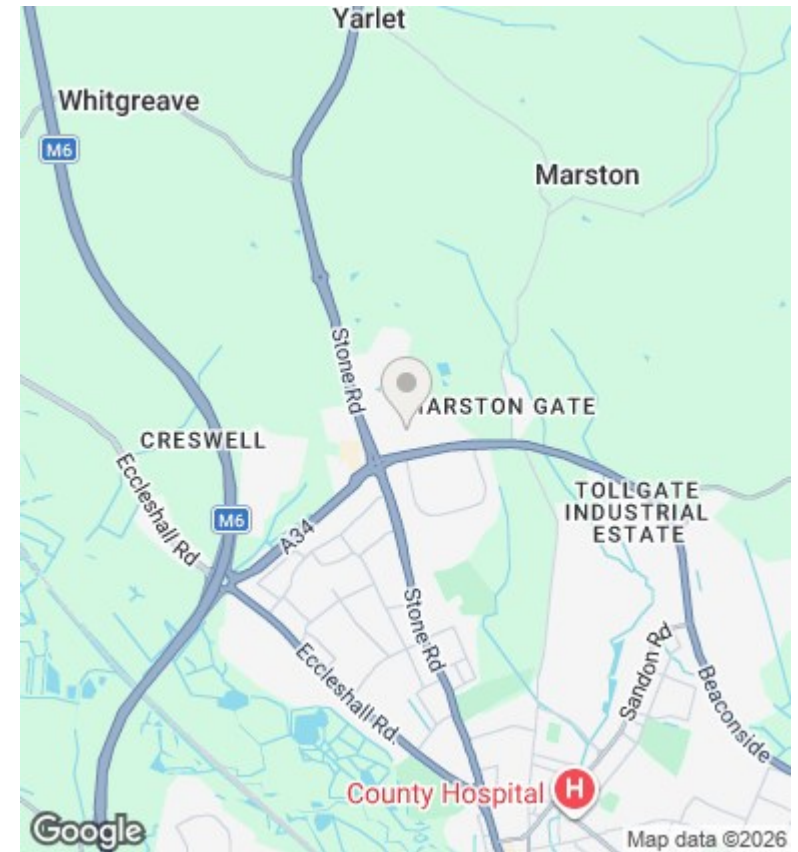 Yarlet
Whitgreave
M6
Marston
Stone Rd
ARSTON GATE
CRESWELL
Eccleshall Rd
M6
A34
TOLLGATE
INDUSTRIAL
ESTATE
Stone Rd
Eccleshall Rd
Sandon Rd
Beaconside
County Hospital
H
Google
Map data ©2026